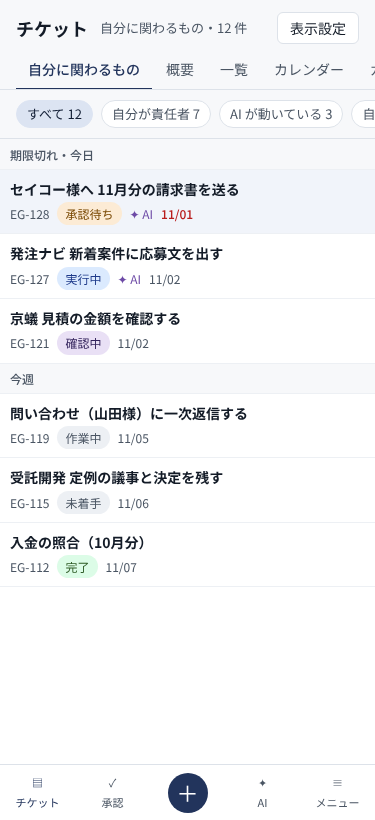 チケット 自分に関わるもの・12 件 表示設定
自分に関わるもの 概要 一覧 カレンダー
すべて 12 自分が責任者 7 AI が動いている 3 自
期限切れ・今日
セイコー様へ 11月分の請求書を送る
EG-128 承認待ち ✦ AI 11/01
発注ナビ 新着案件に応募文を出す
EG-127 実行中 ✦ AI 11/02
京蟻 見積の金額を確認する
EG-121 確認中 11/02
今週
問い合わせ（山田様）に一次返信する
EG-119 作業中 11/05
受託開発 定例の議事と決定を残す
EG-115 未着手 11/06
入金の照合（10月分）
EG-112 完了 11/07
チケット 承認 AI メニュー